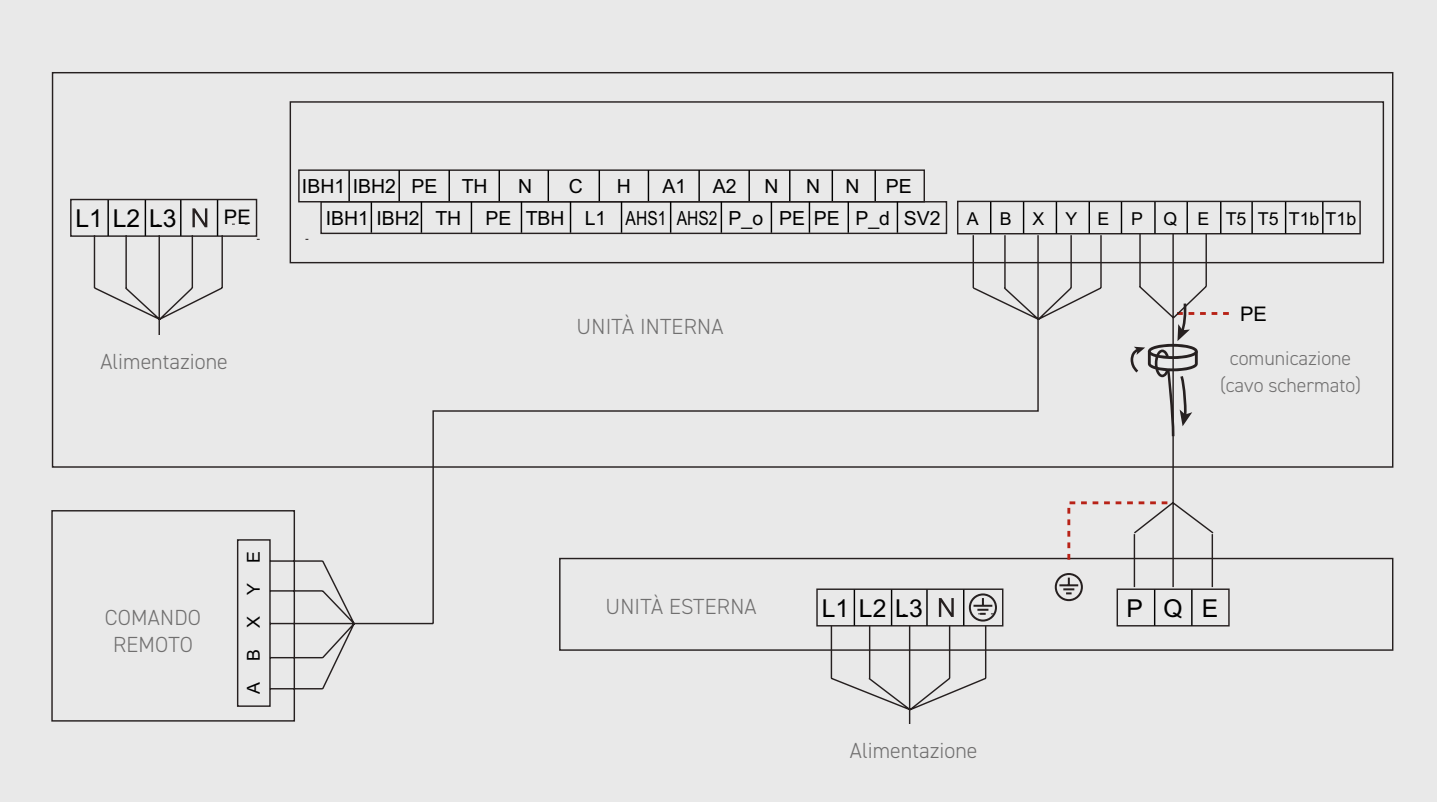 IBH1 IBH2 PE TH N C H A1 A2 N N N PE
L1 L2 L3 N PE
IBH1 IBH2 TH PE TBH L1 AHS1 AHS2 P_o PE PE P_d SV2
A B X Y E P Q E T5 T5 T1b T1b
PE
UNITÀ INTERNA
Alimentazione
comunicazione
(cavo schermato)
COMANDO
REMOTO
A B X Y E
UNITÀ ESTERNA
L1 L2 L3 N
P Q E
Alimentazione